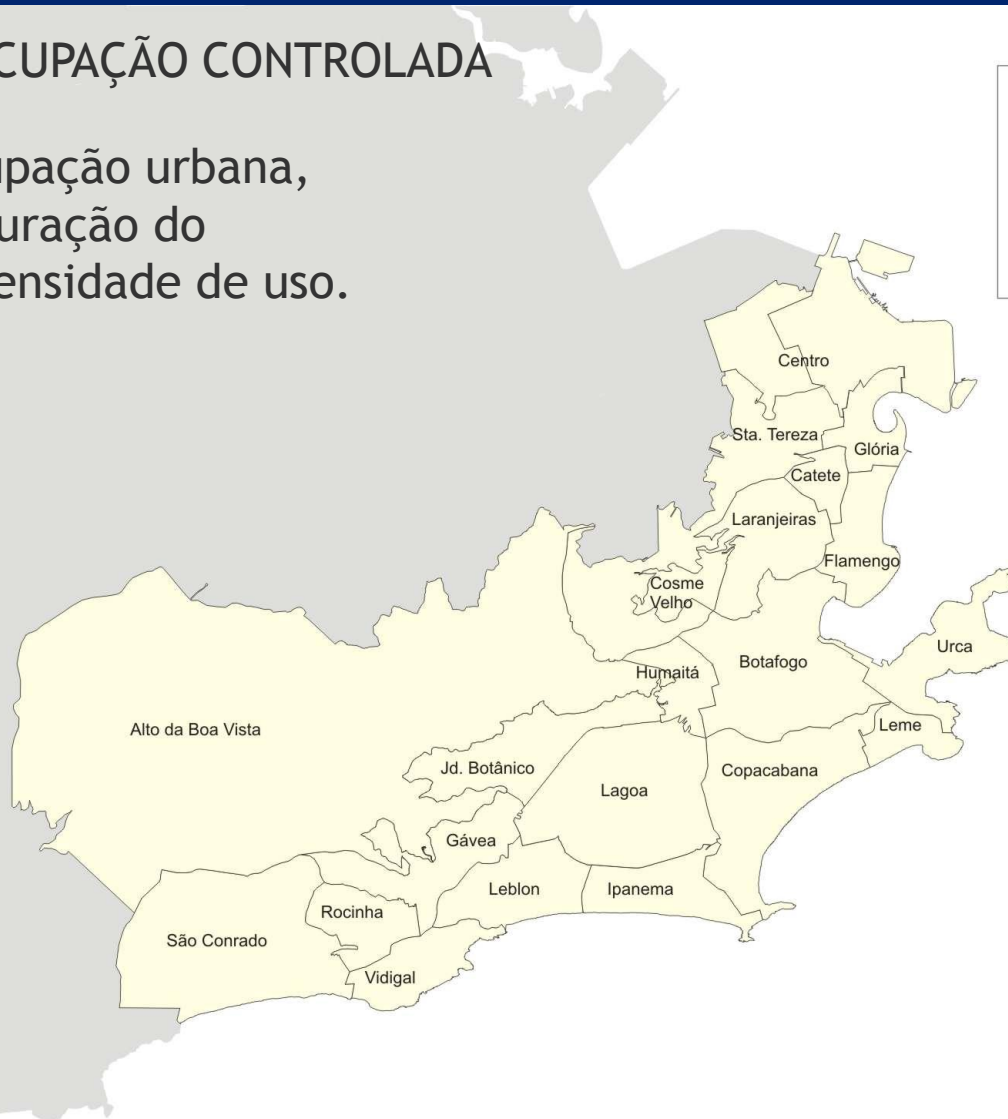 CUPAÇÃO CONTROLADA
upação urbana,
uração do
ensidade de uso.
Centro
Sta. Tereza
Glória
Catete
Laranjeiras
Flamengo
Cosme
Velho
Urca
Botafogo
Humaitá
Leme
Alto da Boa Vista
Jd. Botânico
Copacabana
Lagoa
Gávea
Leblon
Ipanema
Rocinha
São Conrado
Vidigal